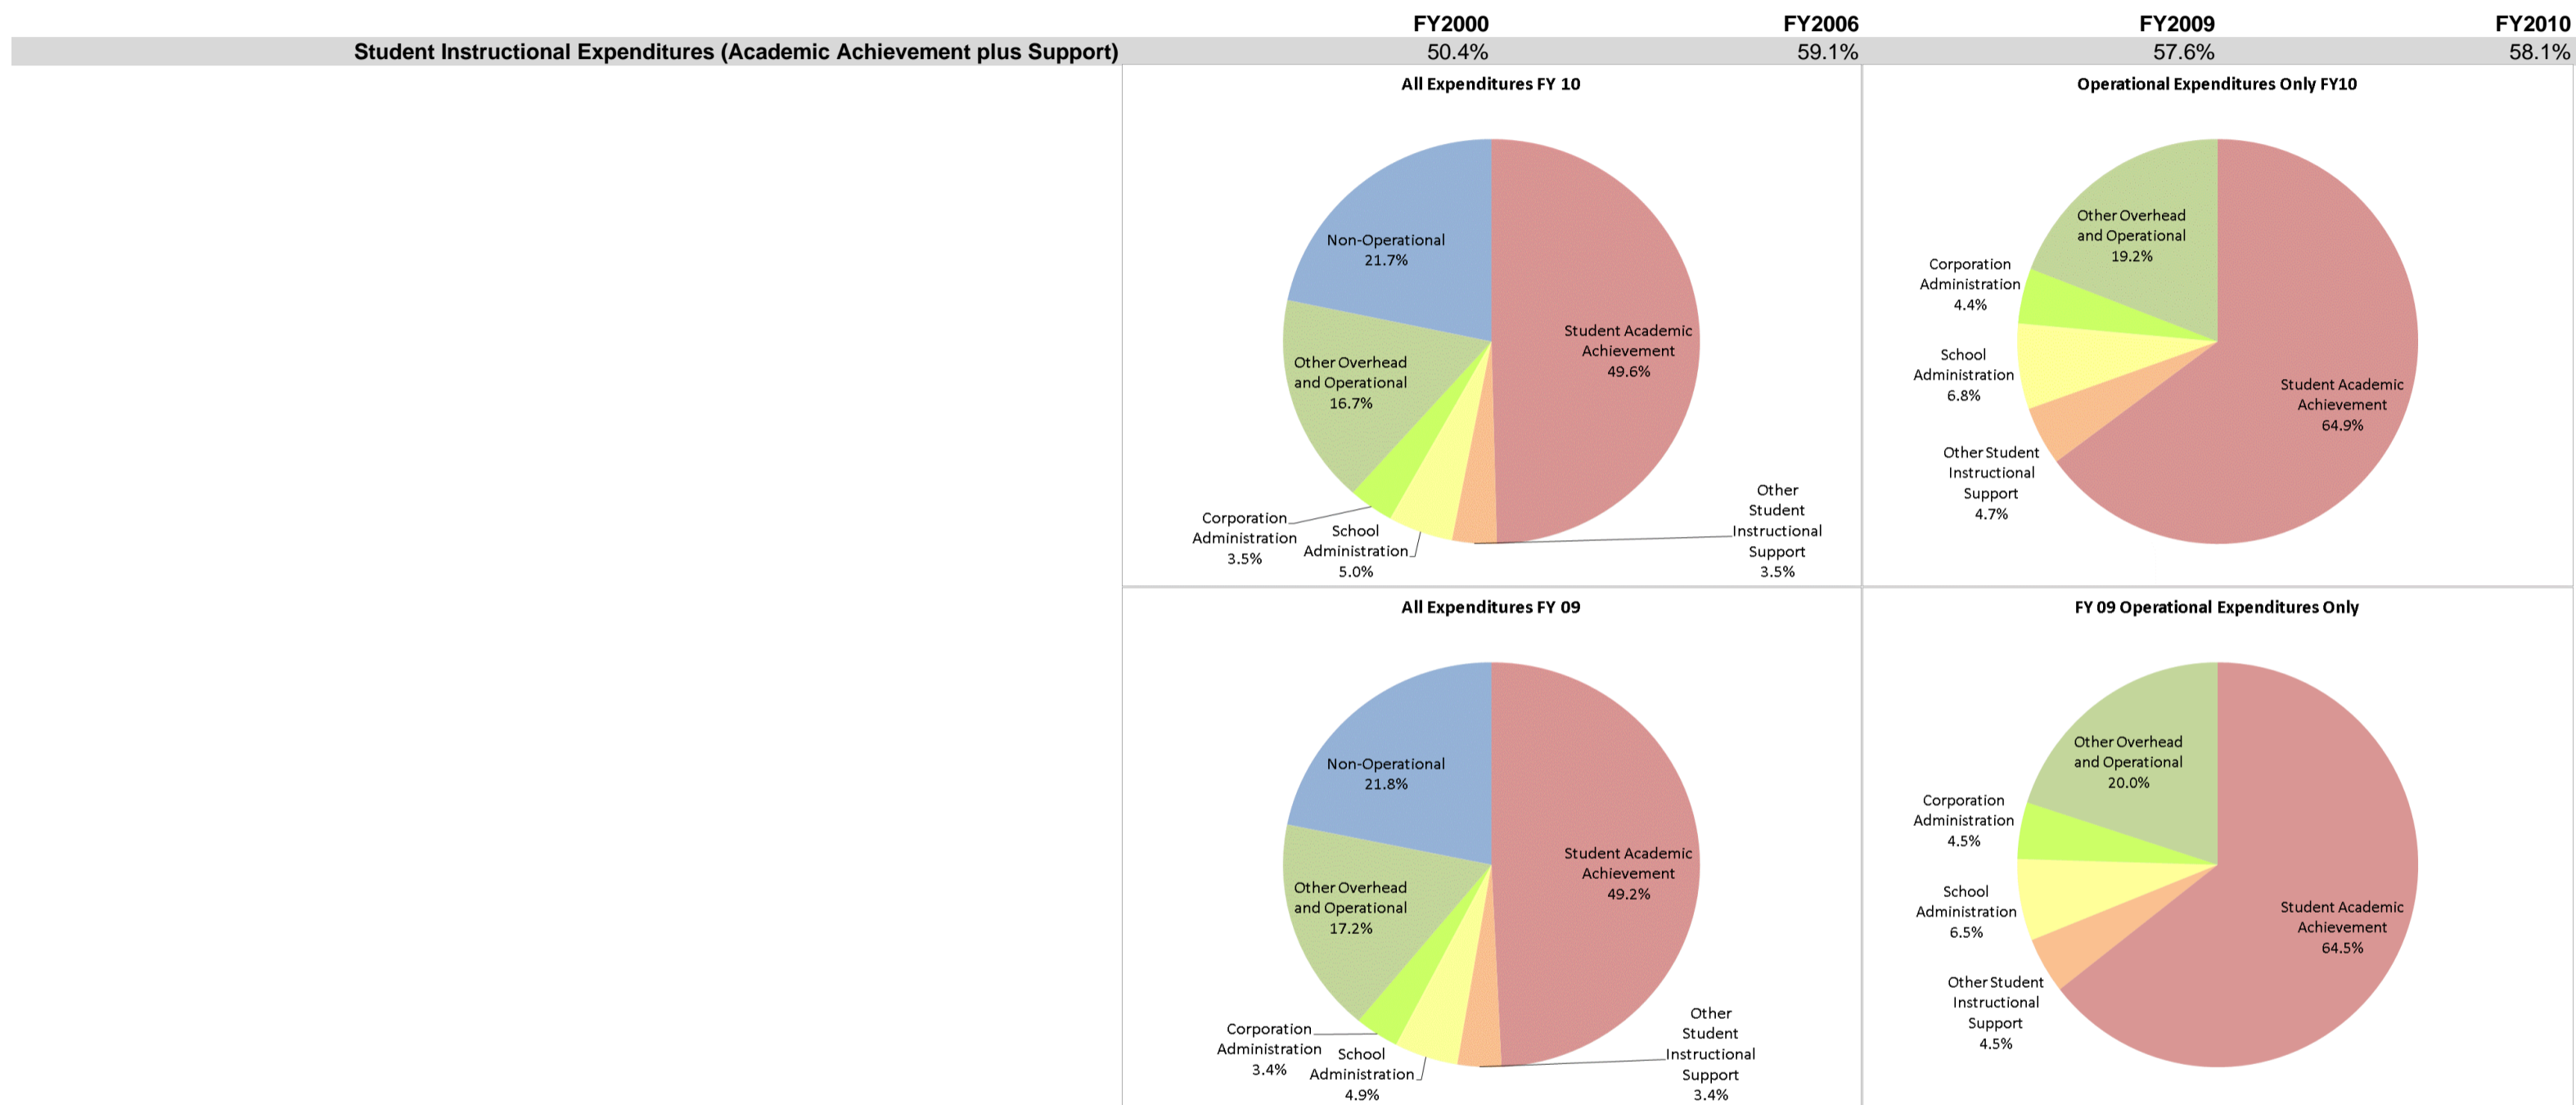 FY2000 FY2006 FY2009 FY2010
Student Instructional Expenditures (Academic Achievement plus Support) 50.4% 59.1% 57.6% 58.1%
All Expenditures FY 10
Non-Operational
21.7%
Student Academic
Achievement
49.6%
Other Overhead
and Operational
16.7%
Corporation
Administration
3.5%
School
Administration
5.0%
Other
Student
Instructional
Support
3.5%
Operational Expenditures Only FY10
Other Overhead
and Operational
19.2%
Corporation
Administration
4.4%
School
Administration
6.8%
Student Academic
Achievement
64.9%
Other Student
Instructional
Support
4.7%
All Expenditures FY 09
Non-Operational
21.8%
Student Academic
Achievement
49.2%
Other Overhead
and Operational
17.2%
Corporation
Administration
3.4%
School
Administration
4.9%
Other
Student
Instructional
Support
3.4%
FY 09 Operational Expenditures Only
Other Overhead
and Operational
20.0%
Corporation
Administration
4.5%
School
Administration
6.5%
Student Academic
Achievement
64.5%
Other Student
Instructional
Support
4.5%